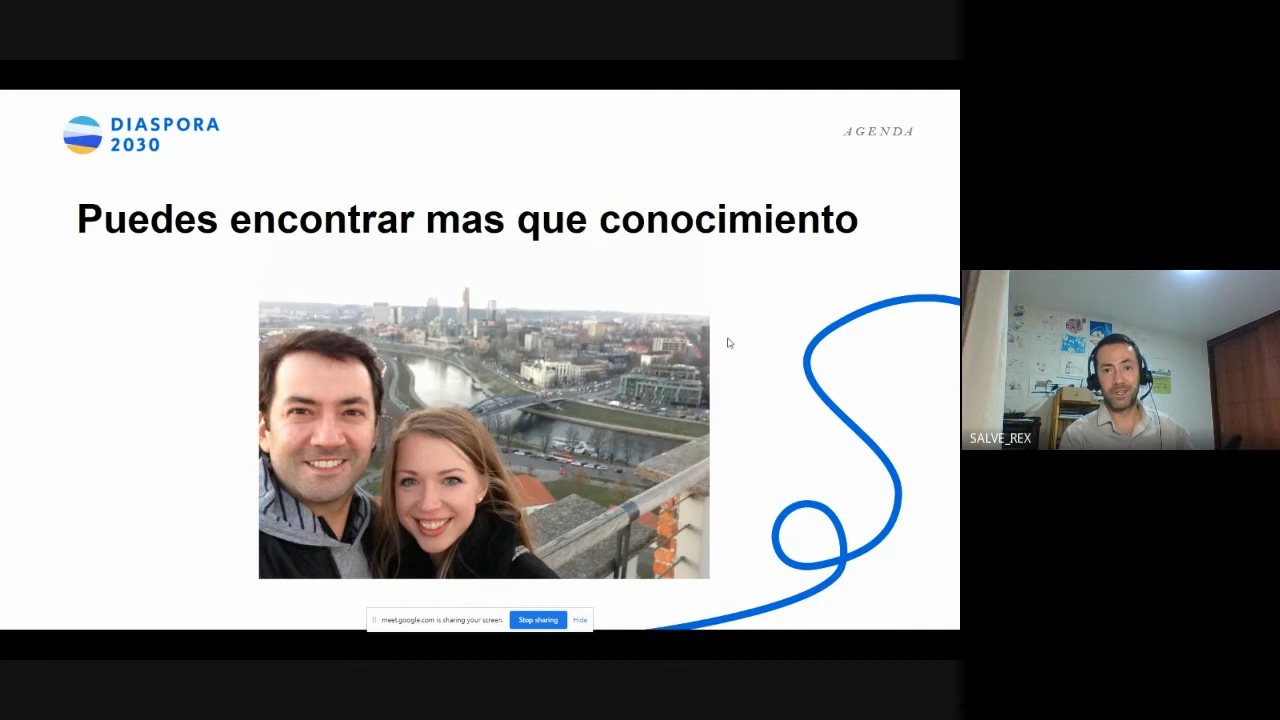 DIASPORA
2030
AGENDA
Puedes encontrar mas que conocimiento
SALVE_REX
meet.google.com is sharing your screen.
Stop sharing
Hide